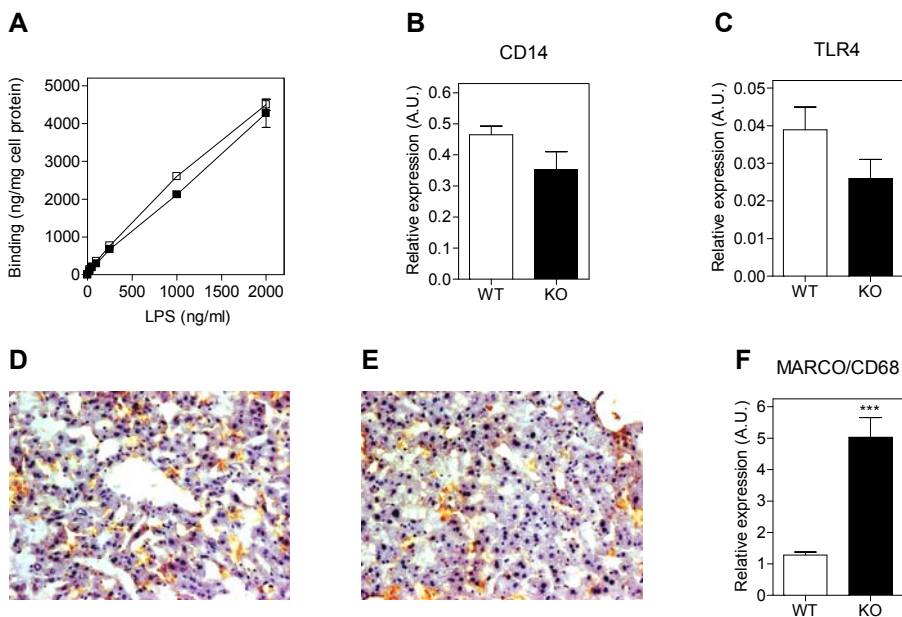 A
Binding (ng/mg cell protein)
5000
4000
3000
2000
1000
0
0 500 1000 1500 2000
LPS (ng/ml)
B
CD14
Relative expression (A.U.)
0.6
0.5
0.4
0.3
0.2
0.1
0.0
WT KO
C
TLR4
Relative expression (A.U.)
0.05
0.04
0.03
0.02
0.01
0.00
WT KO
D
E
F
MARCO/CD68
Relative expression (A.U.)
6
5
4
3
2
1
0
***
WT KO